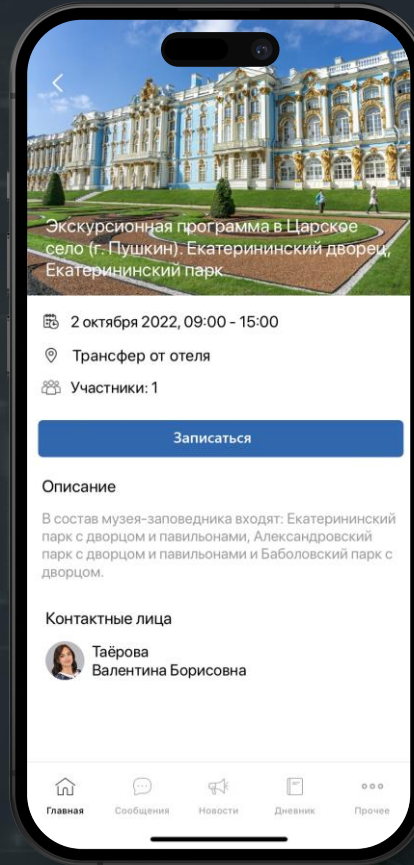 Экскурсионная программа в Царское
село (г. Пушкин). Екатерининский дворец,
Екатерининский парк
2 октября 2022, 09:00 - 15:00
Трансфер от отеля
Участники: 1
Записаться
Описание
В состав музея-заповедника входят: Екатерининский
парк с дворцом и павильонами, Александровский
парк с дворцом и павильонами и Баболовский парк с
дворцом.
Контактные лица
Таёрова
Валентина Борисовна
Главная
Сообщения
Новости
Дневник
Прочее